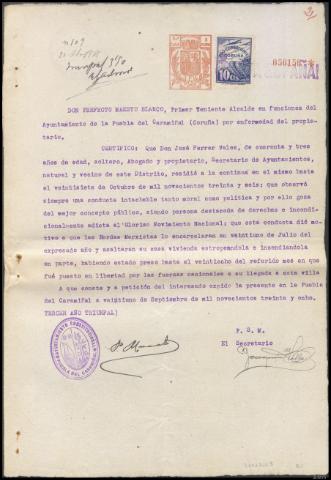 3
10 C
056158 *
ESPAÑA!
DON PERFECTO MAESTU BLANCO, Primer Teniente Alcalde en funciones del
Ayuntamiento de la Puebla del Caramiñal (Coruña) por enfermedad del propie-
tario,
CERTIFICO: Que Don José Ferrer Vales, de cuarenta y tres
años de edad, soltero, Abogado y propietario, Secretario de Ayuntamientos,
natural y vecino de este Distrito, residió a la continua en el mismo hasta
el veintisiete de Octubre de mil novecientos treinta y seis; que observó
siempre una conducta intachable tanto moral como política y por ello goza
del mejor concepto público, siendo persona destacada de derechas e incondi-
cionalmente adicta al Glorioso Movimiento Nacional; que esta conducta dió mo-
tivo a que las Hordas Marxistas lo encarcelaran en veintiuno de Julio del
expresado año y asaltaran su casa vivienda estropeandola e incendiandola
en parte, habiendo estado preso hasta el veintiocho del referido mes en que
fué puesto en libertad por las fuerzas nacionales a su llegada a esta villa
A que conste y a petición del interesado expido la presente en la Puebla
del Caramiñal a veintiuno de Septiembre de mil novecientos treinta y ocho.
TERCER AÑO TRIUNFAL)
P. S. M.
El Secretario